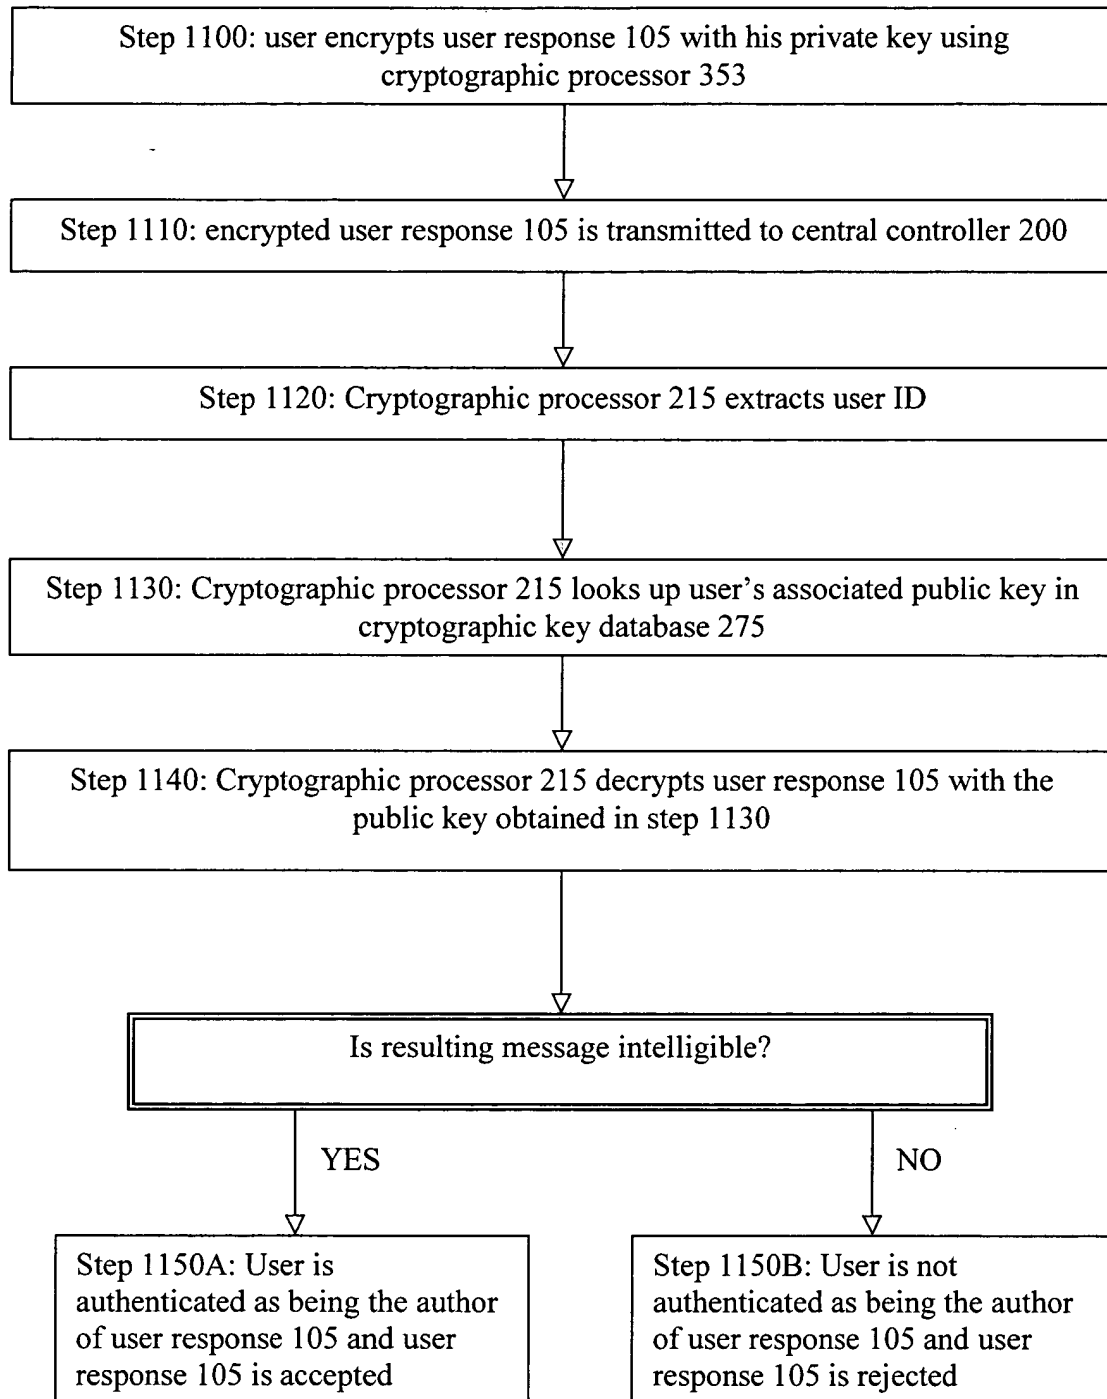 Step 1100: user encrypts user response 105 with his private key using
cryptographic processor 353
Step 1110: encrypted user response 105 is transmitted to central controller 200
Step 1120: Cryptographic processor 215 extracts user ID
Step 1130: Cryptographic processor 215 looks up user’s associated public key in
cryptographic key database 275
Step 1140: Cryptographic processor 215 decrypts user response 105 with the
public key obtained in step 1130
Is resulting message intelligible?
YES
NO
Step 1150A: User is
authenticated as being the author
of user response 105 and user
response 105 is accepted
Step 1150B: User is not
authenticated as being the author
of user response 105 and user
response 105 is rejected